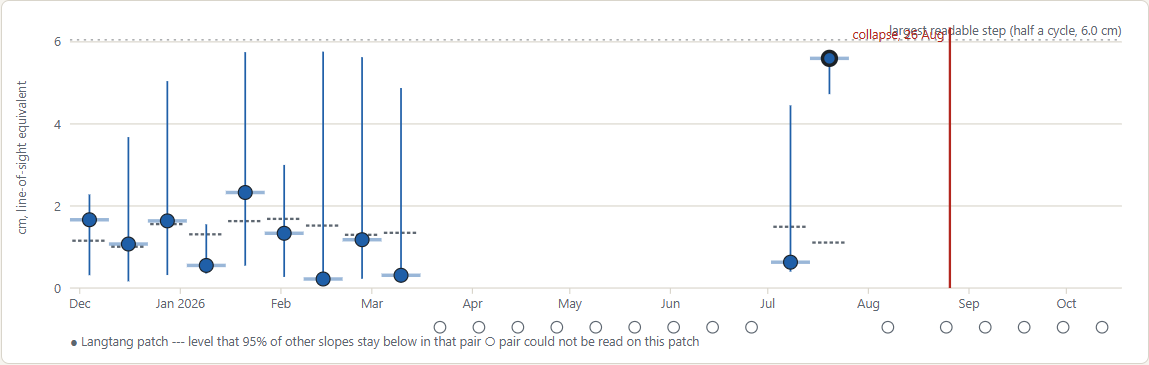 largest readable step (half a cycle, 6.0 cm)
collapse, 26 Aug
cm, line-of-sight equivalent
6
4
2
0
Dec Jan 2026 Feb Mar Apr May Jun Jul Aug Sep Oct
● Langtang patch --- level that 95% of other slopes stay below in that pair ○ pair could not be read on this patch